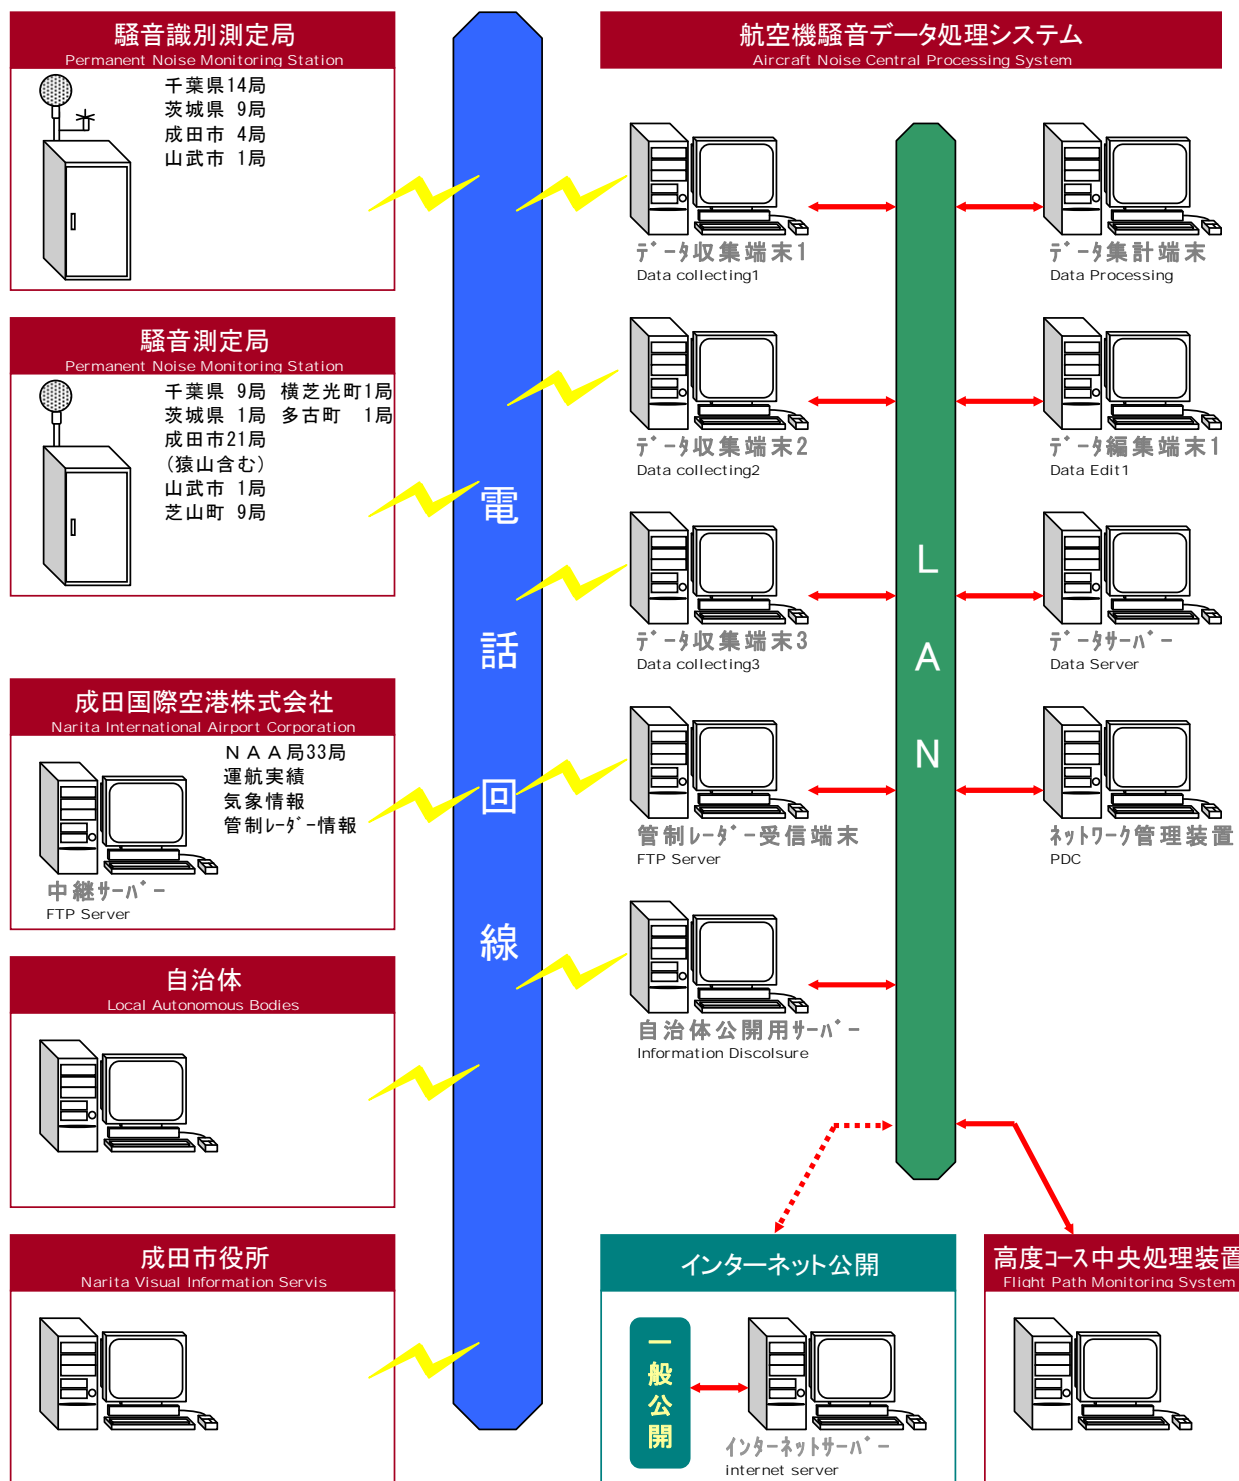 騒音識別測定局
Permanent Noise Monitoring Station
千葉県14局
茨城県 9局
成田市 4局
山武市 1局
騒音測定局
Permanent Noise Monitoring Station
千葉県 9局 横芝光町1局
茨城県 1局 多古町 1局
成田市21局
(猿山含む)
山武市 1局
芝山町 9局
成田国際空港株式会社
Narita International Airport Corporation
ＮＡＡ局33局
運航実績
気象情報
管制ﾚｰﾀﾞｰ情報
中継ｻｰﾊﾞｰ
FTP Server
自治体
Local Autonomous Bodies
成田市役所
Narita Visual Information Servis
電話回線
航空機騒音データ処理システム
Aircraft Noise Central Processing System
ﾃﾞｰﾀ収集端末1
Data collecting1
ﾃﾞｰﾀ収集端末2
Data collecting2
ﾃﾞｰﾀ収集端末3
Data collecting3
管制ﾚｰﾀﾞｰ受信端末
FTP Server
自治体公開用ｻｰﾊﾞｰ
Information Discolsure
ＬＡＮ
ﾃﾞｰﾀ集計端末
Data Processing
ﾃﾞｰﾀ編集端末1
Data Edit1
ﾃﾞｰﾀｻｰﾊﾞｰ
Data Server
ﾈｯﾄﾜｰｸ管理装置
PDC
インターネット公開
一般公開
ｲﾝﾀｰﾈｯﾄｻｰﾊﾞｰ
internet server
高度ｺｰｽ中央処理装置
Flight Path Monitoring System